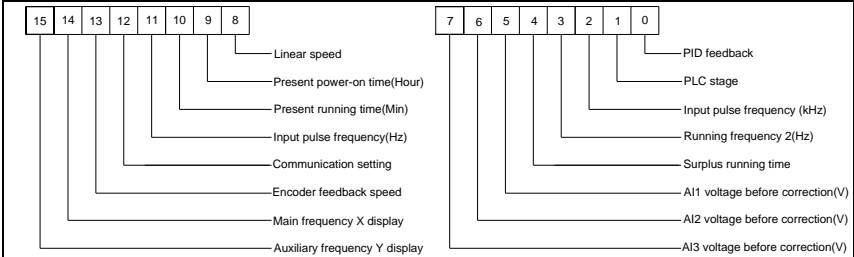 15 14 13 12 11 10 9 8
Linear speed
Present power-on time(Hour)
Present running time(Min)
Input pulse frequency(Hz)
Communication setting
Encoder feedback speed
Main frequency X display
Auxiliary frequency Y display
7 6 5 4 3 2 1 0
PID feedback
PLC stage
Input pulse frequency (kHz)
Running frequency 2(Hz)
Surplus running time
AI1 voltage before correction(V)
AI2 voltage before correction(V)
AI3 voltage before correction(V)